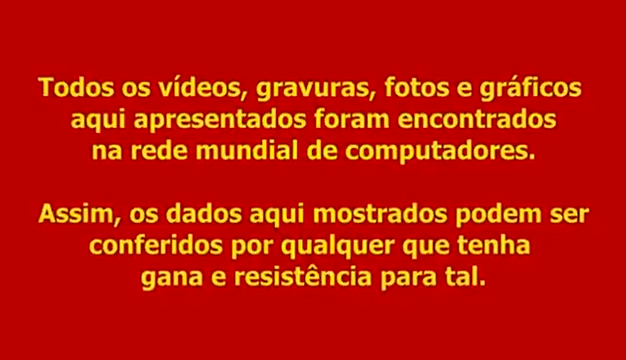 Todos os vídeos, gravuras, fotos e gráficos
aqui apresentados foram encontrados
na rede mundial de computadores.
Assim, os dados aqui mostrados podem ser
conferidos por qualquer que tenha
gana e resistência para tal.